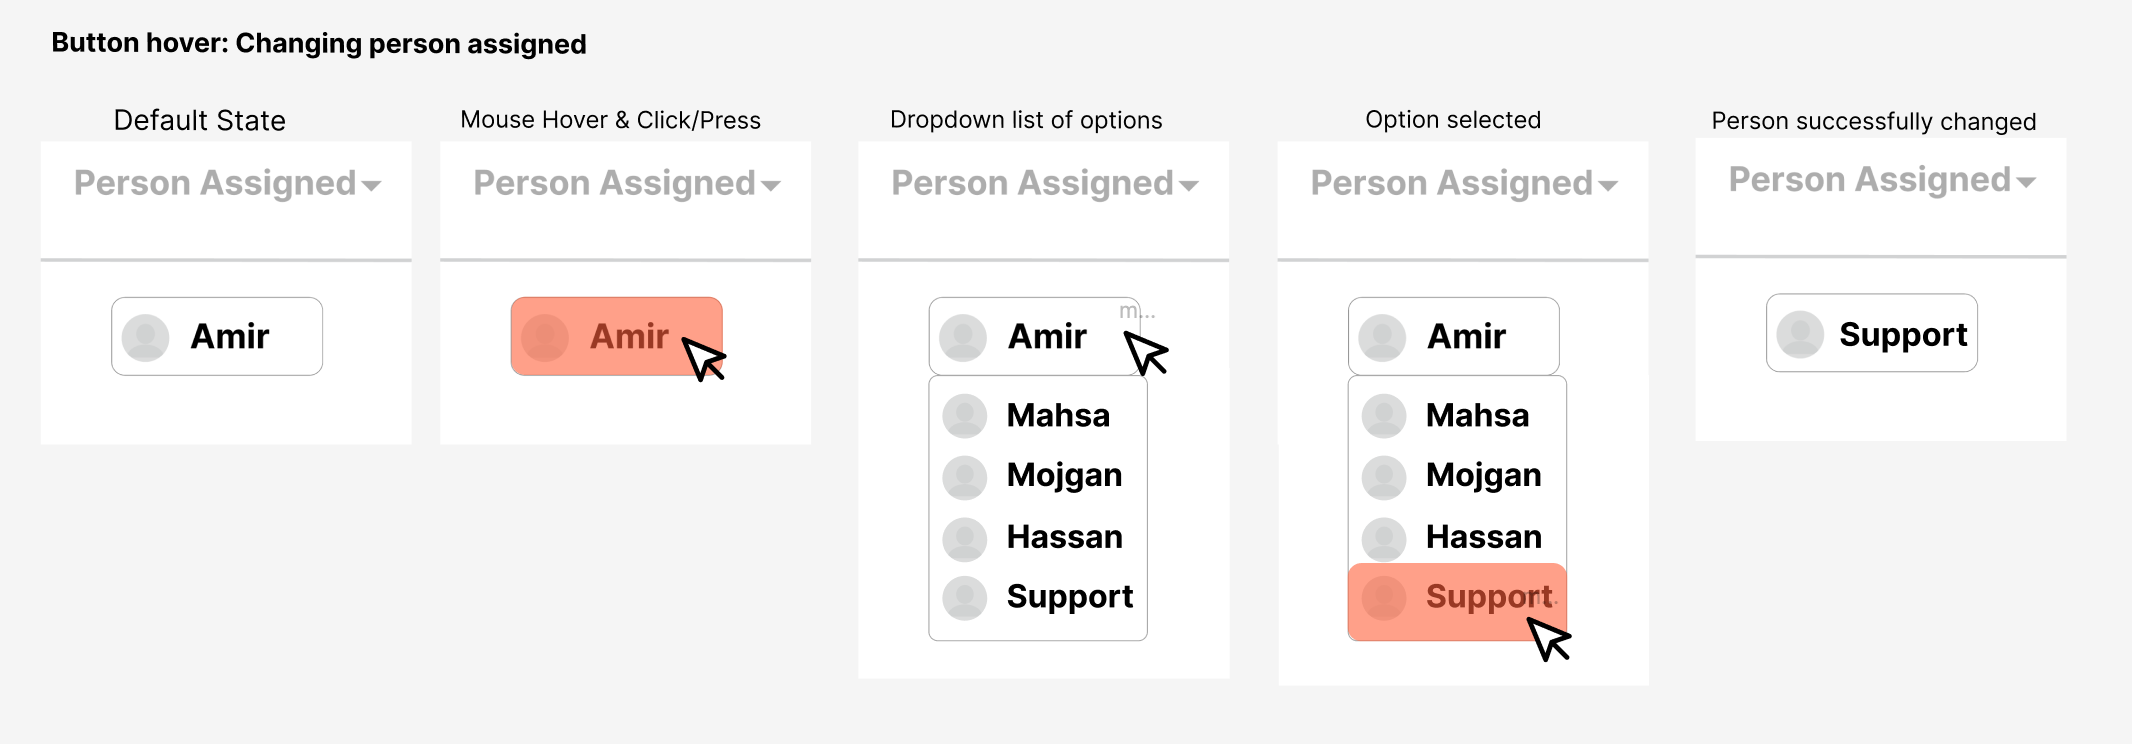 Button hover: Changing person assigned
Default State
Person Assigned
Amir
Mouse Hover & Click/Press
Person Assigned
Amir
Dropdown list of options
Person Assigned
m...
Amir
Mahsa
Mojgan
Hassan
Support
Option selected
Person Assigned
Amir
Mahsa
Mojgan
Hassan
Support
Person successfully changed
Person Assigned
Support